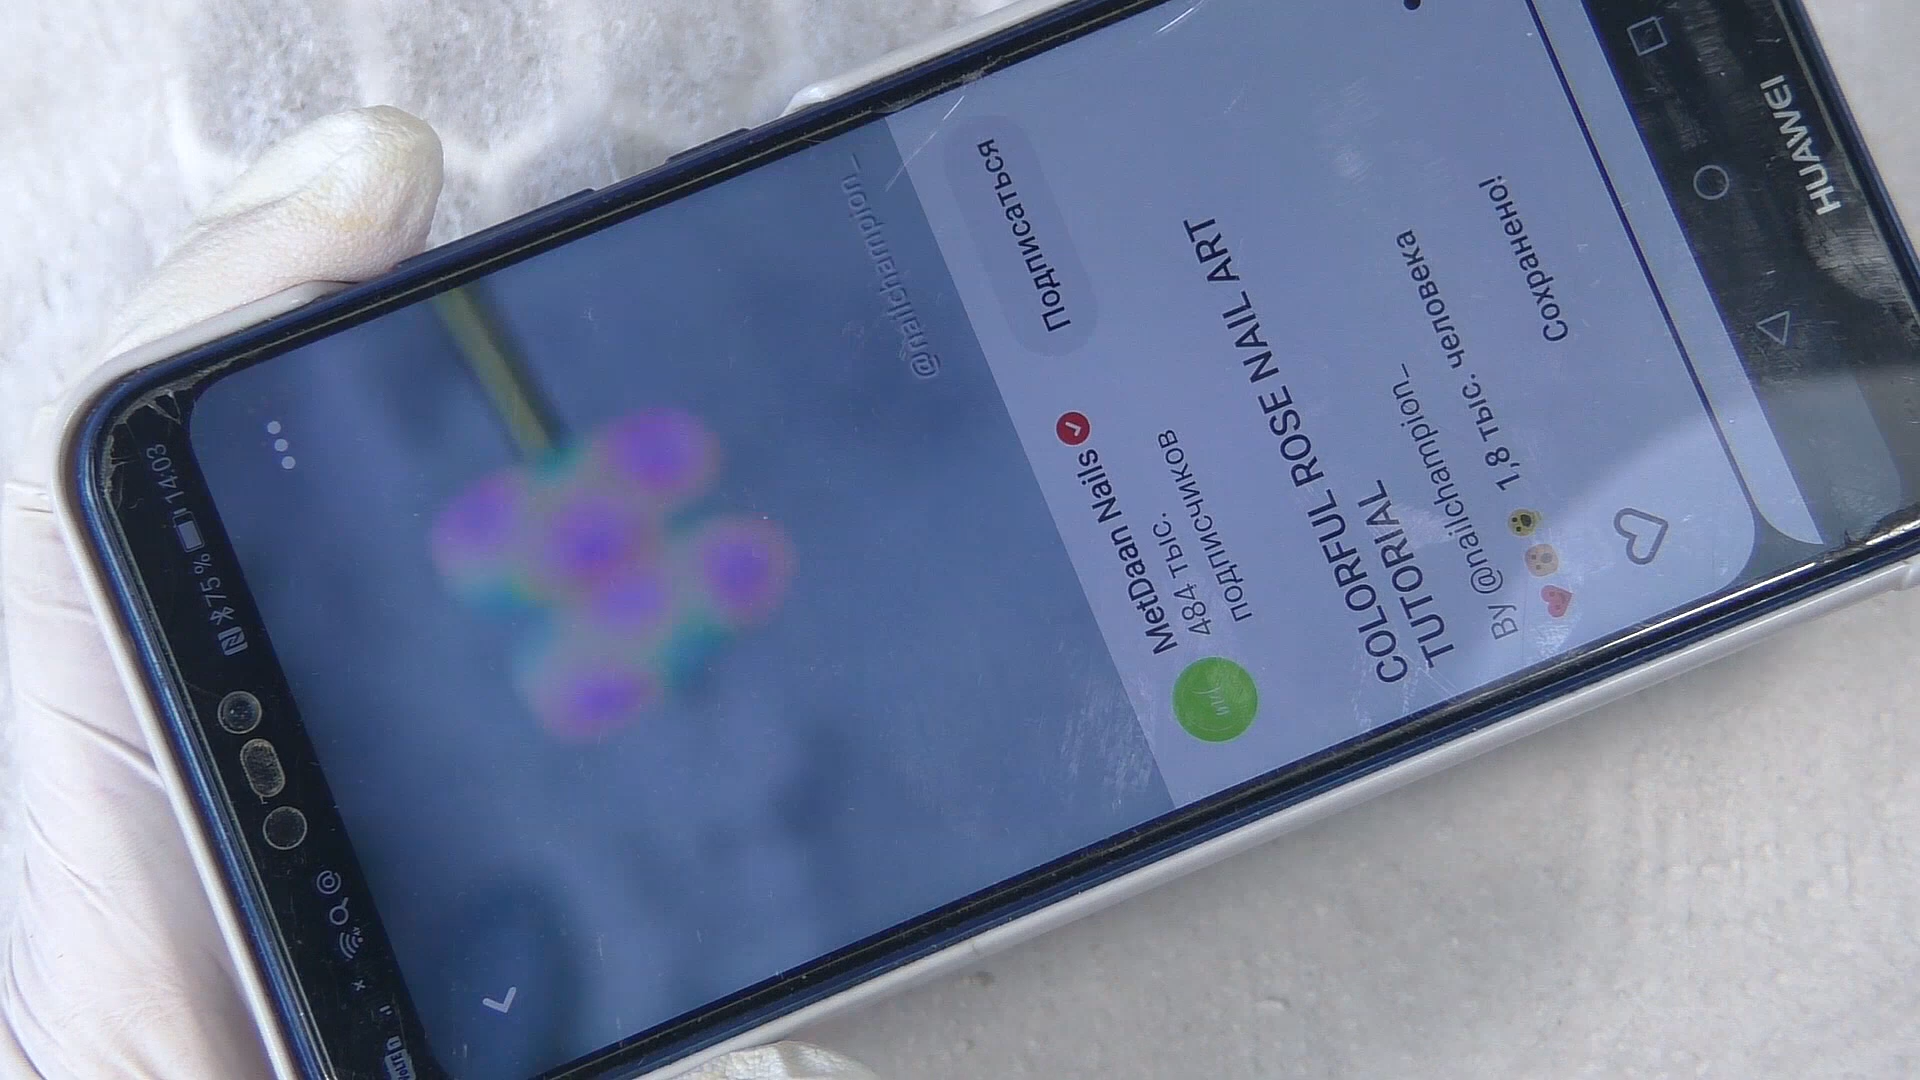 75 % 14:03
@nailchampion_
MetDaan Nails
484 тыс.
подписчиков
Подписаться
COLORFUL ROSE NAIL ART
TUTORIAL
By @nailchampion_
1,8 тыс. человека
Сохранено!
HUAWEI